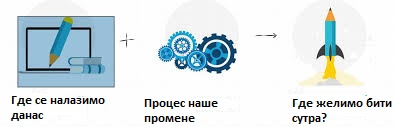 Где се налазимо
данас
Процес наше
промене
Где желимо бити
сутра?